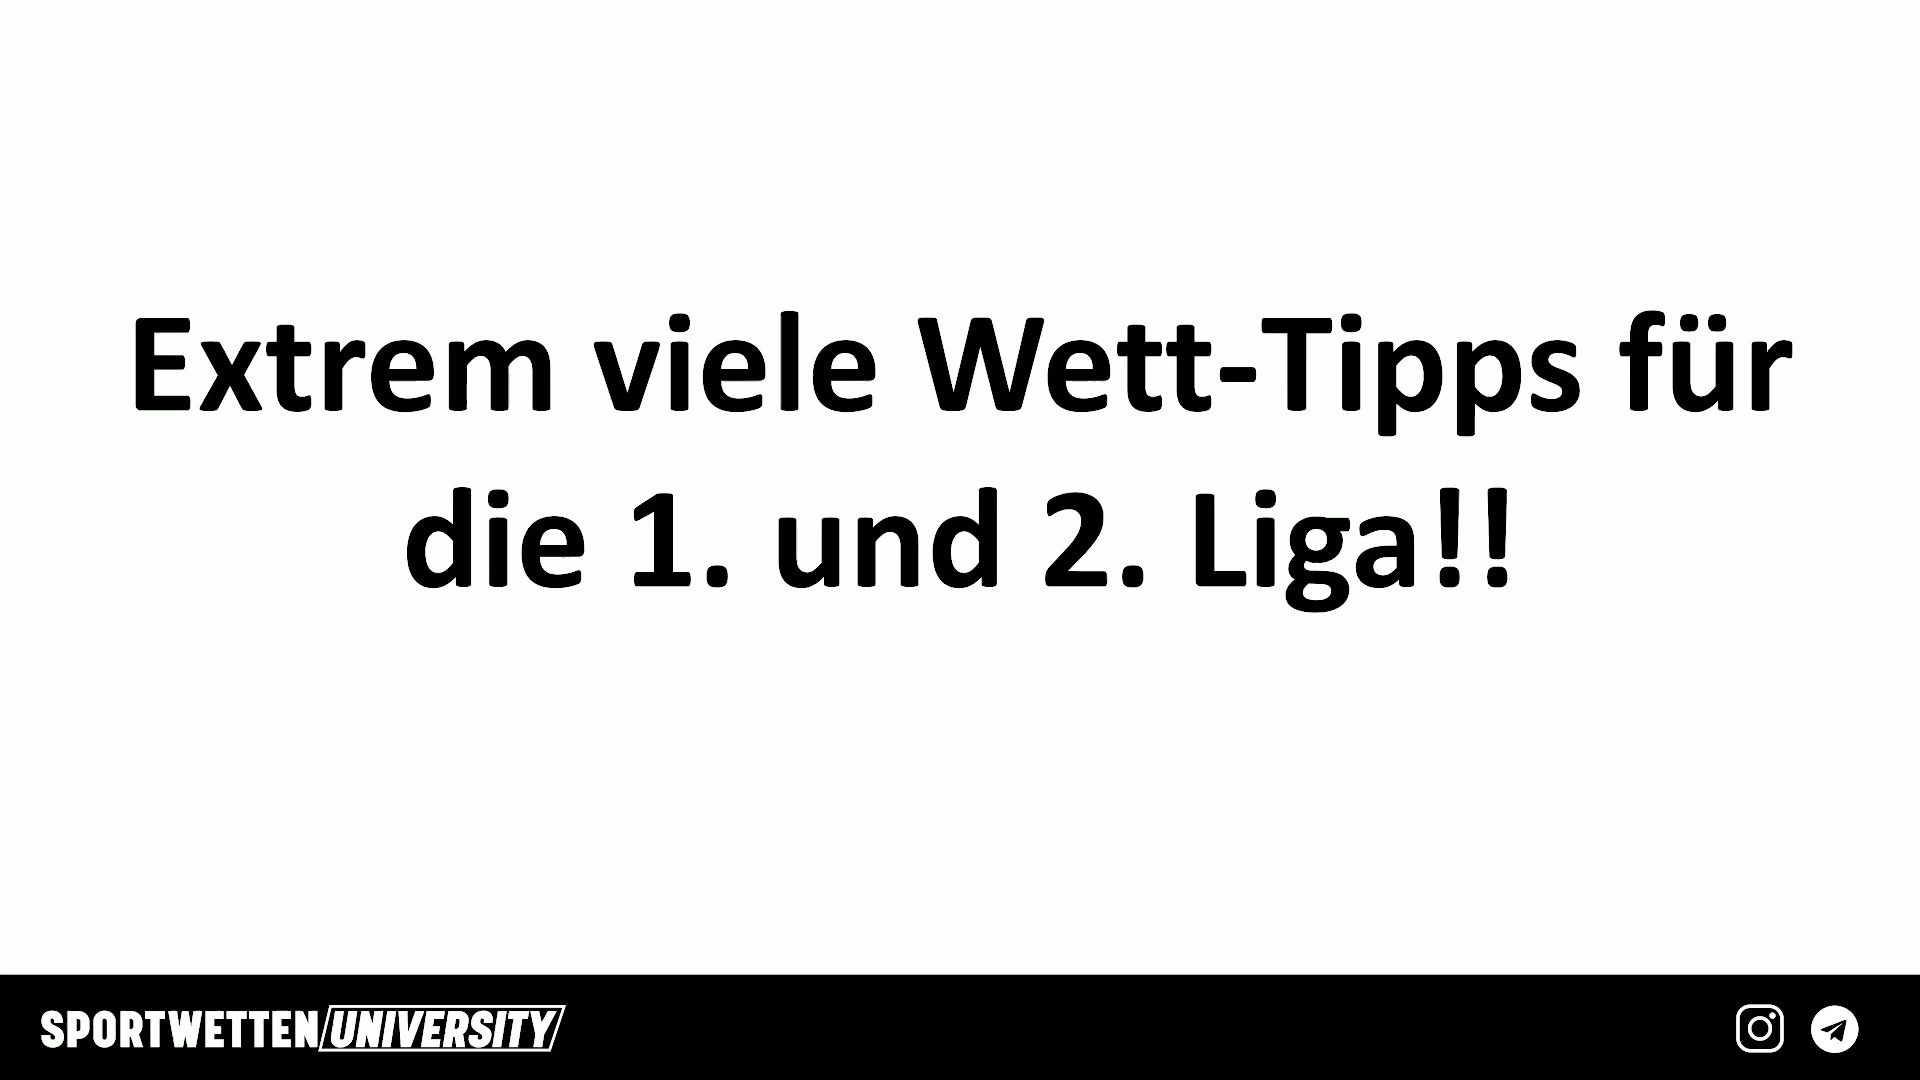 Extrem viele Wett-Tipps für
die 1. und 2. Liga!!
SPORTWETTEN UNIVERSITY